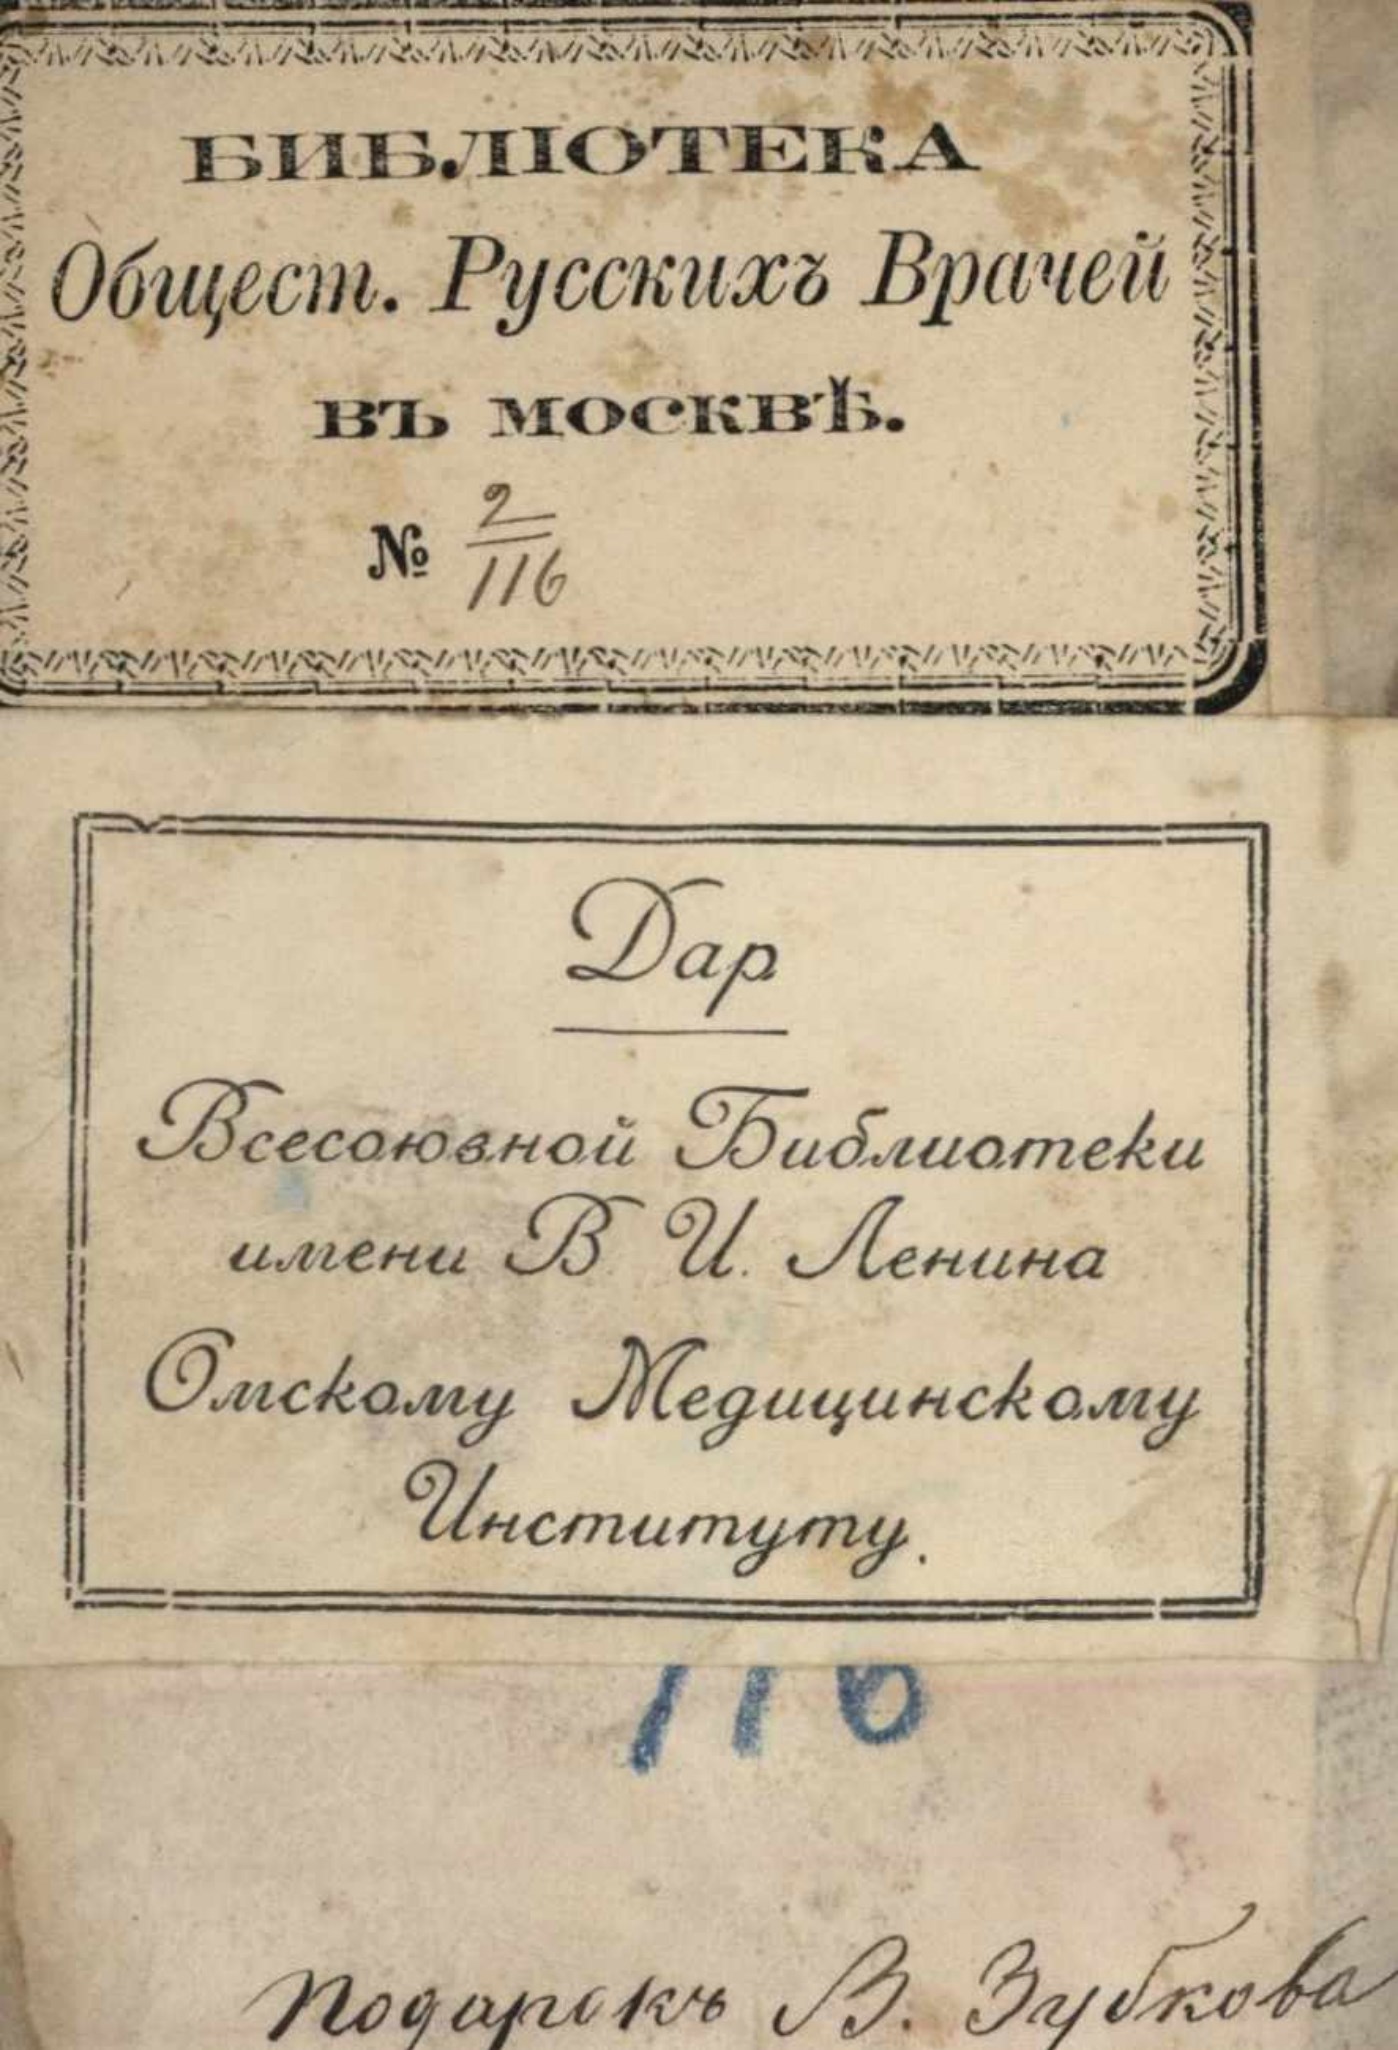 БИБЛІОТЕКА
Общест. Русскихъ Врачей
въ МОСКВѢ.
№ 2/116
Дар
Всесоюзной Библиотеки
имени В. И. Ленина
Омскому Медицинскому
Институту.
116
Подарокъ В. Зубкова